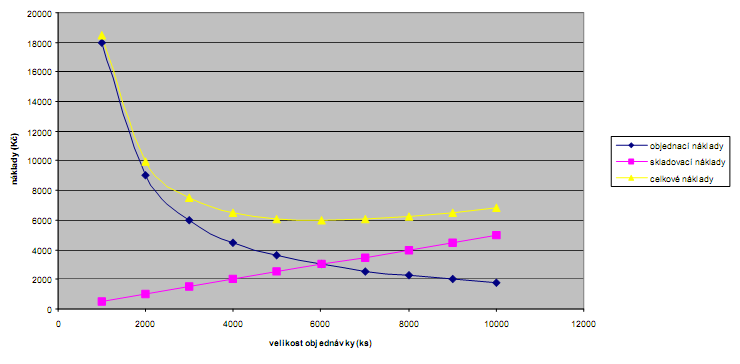 20000
18000
16000
14000
12000
10000
8000
6000
4000
2000
0
náklady (Kč)
0 2000 4000 6000 8000 10000 12000
velikost objednávky (ks)
objednací náklady
skladovací náklady
celkové náklady